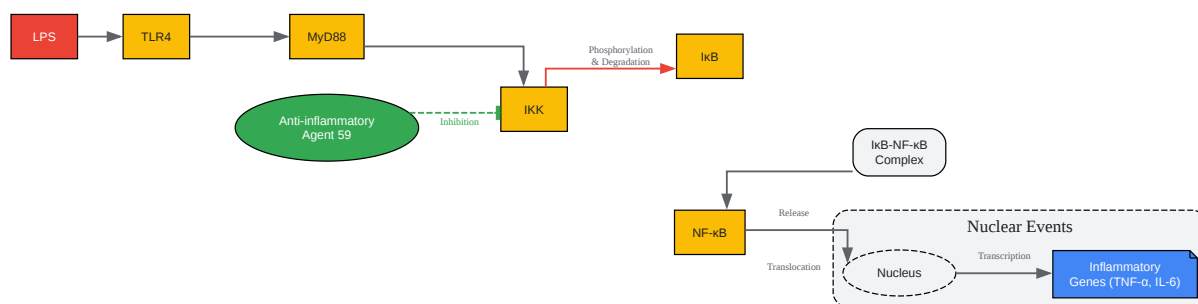 LPS
TLR4
MyD88
Phosphorylation
& Degradation
IκB
IKK
Anti-inflammatory
Agent 59
Inhibition
IκB-NF-κB
Complex
NF-κB
Release
Translocation
Nuclear Events
Nucleus
Transcription
Inflammatory
Genes (TNF-α, IL-6)